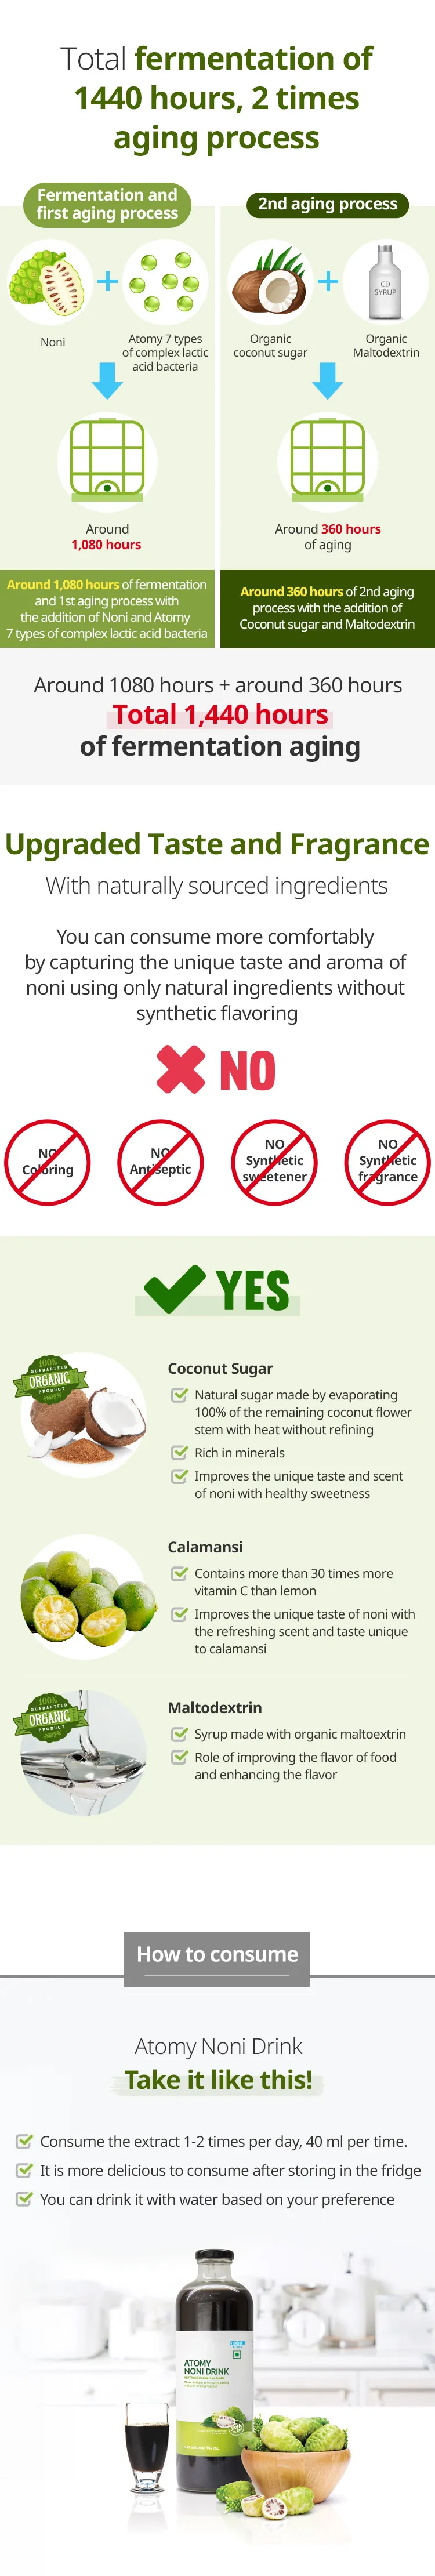 Total fermentation of
1440 hours, 2 times
aging process
Fermentation and
first aging process
Noni
Atomy 7 types
of complex lactic
acid bacteria
Around
1,080 hours
Around 1,080 hours of fermentation
and 1st aging process with
the addition of Noni and Atomy
7 types of complex lactic acid bacteria
2nd aging process
Organic
coconut sugar
CD
SYRUP
Organic
Maltodextrin
Around 360 hours
of aging
Around 360 hours of 2nd aging
process with the addition of
Coconut sugar and Maltodextrin
Around 1080 hours + around 360 hours
Total 1,440 hours
of fermentation aging
Upgraded Taste and Fragrance
With naturally sourced ingredients
You can consume more comfortably
by capturing the unique taste and aroma of
noni using only natural ingredients without
synthetic flavoring
NO
NO
Coloring
NO
Antiseptic
NO
Synthetic
sweetener
NO
Synthetic
fragrance
YES
100%
GUARANTEED
ORGANIC
PRODUCT
Coconut Sugar
Natural sugar made by evaporating
100% of the remaining coconut flower
stem with heat without refining
Rich in minerals
Improves the unique taste and scent
of noni with healthy sweetness
Calamansi
Contains more than 30 times more
vitamin C than lemon
Improves the unique taste of noni with
the refreshing scent and taste unique
to calamansi
100%
GUARANTEED
ORGANIC
PRODUCT
Maltodextrin
Syrup made with organic maltoextrin
Role of improving the flavor of food
and enhancing the flavor
How to consume
Atomy Noni Drink
Take it like this!
Consume the extract 1-2 times per day, 40 ml per time.
It is more delicious to consume after storing in the fridge
You can drink it with water based on your preference
atomy
ATOMY
NONI DRINK